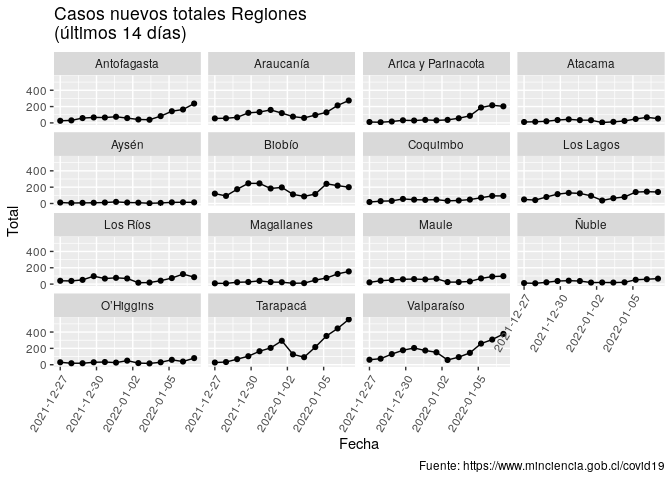 Casos nuevos totales Regiones
(últimos 14 días)
Antofagasta
Araucanía
Arica y Parinacota
Atacama
400
200
0
Aysén
Biobío
Coquimbo
Los Lagos
400
200
0
Los Ríos
Magallanes
Maule
Ñuble
400
200
0
O'Higgins
Tarapacá
Valparaíso
400
200
0
2021-12-27
2021-12-30
2022-01-02
2022-01-05
2021-12-27
2021-12-30
2022-01-02
2022-01-05
2021-12-27
2021-12-30
2022-01-02
2022-01-05
2021-12-27
2021-12-30
2022-01-02
2022-01-05
Total
Fecha
Fuente: https://www.minciencia.gob.cl/covid19